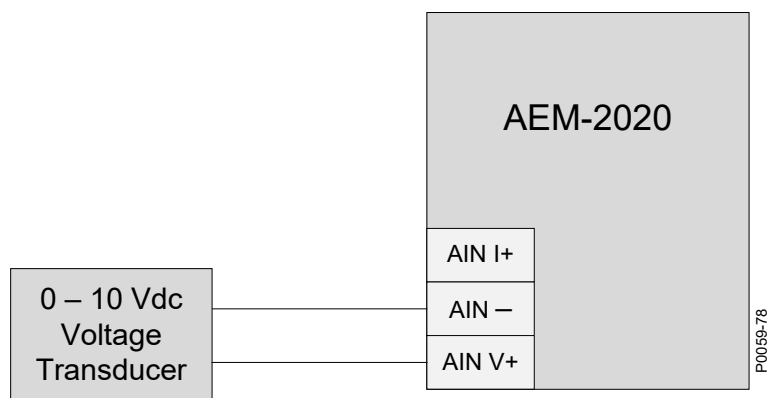 AEM-2020
AIN I+
AIN –
AIN V+
0 – 10 Vdc
Voltage
Transducer
P0059-78